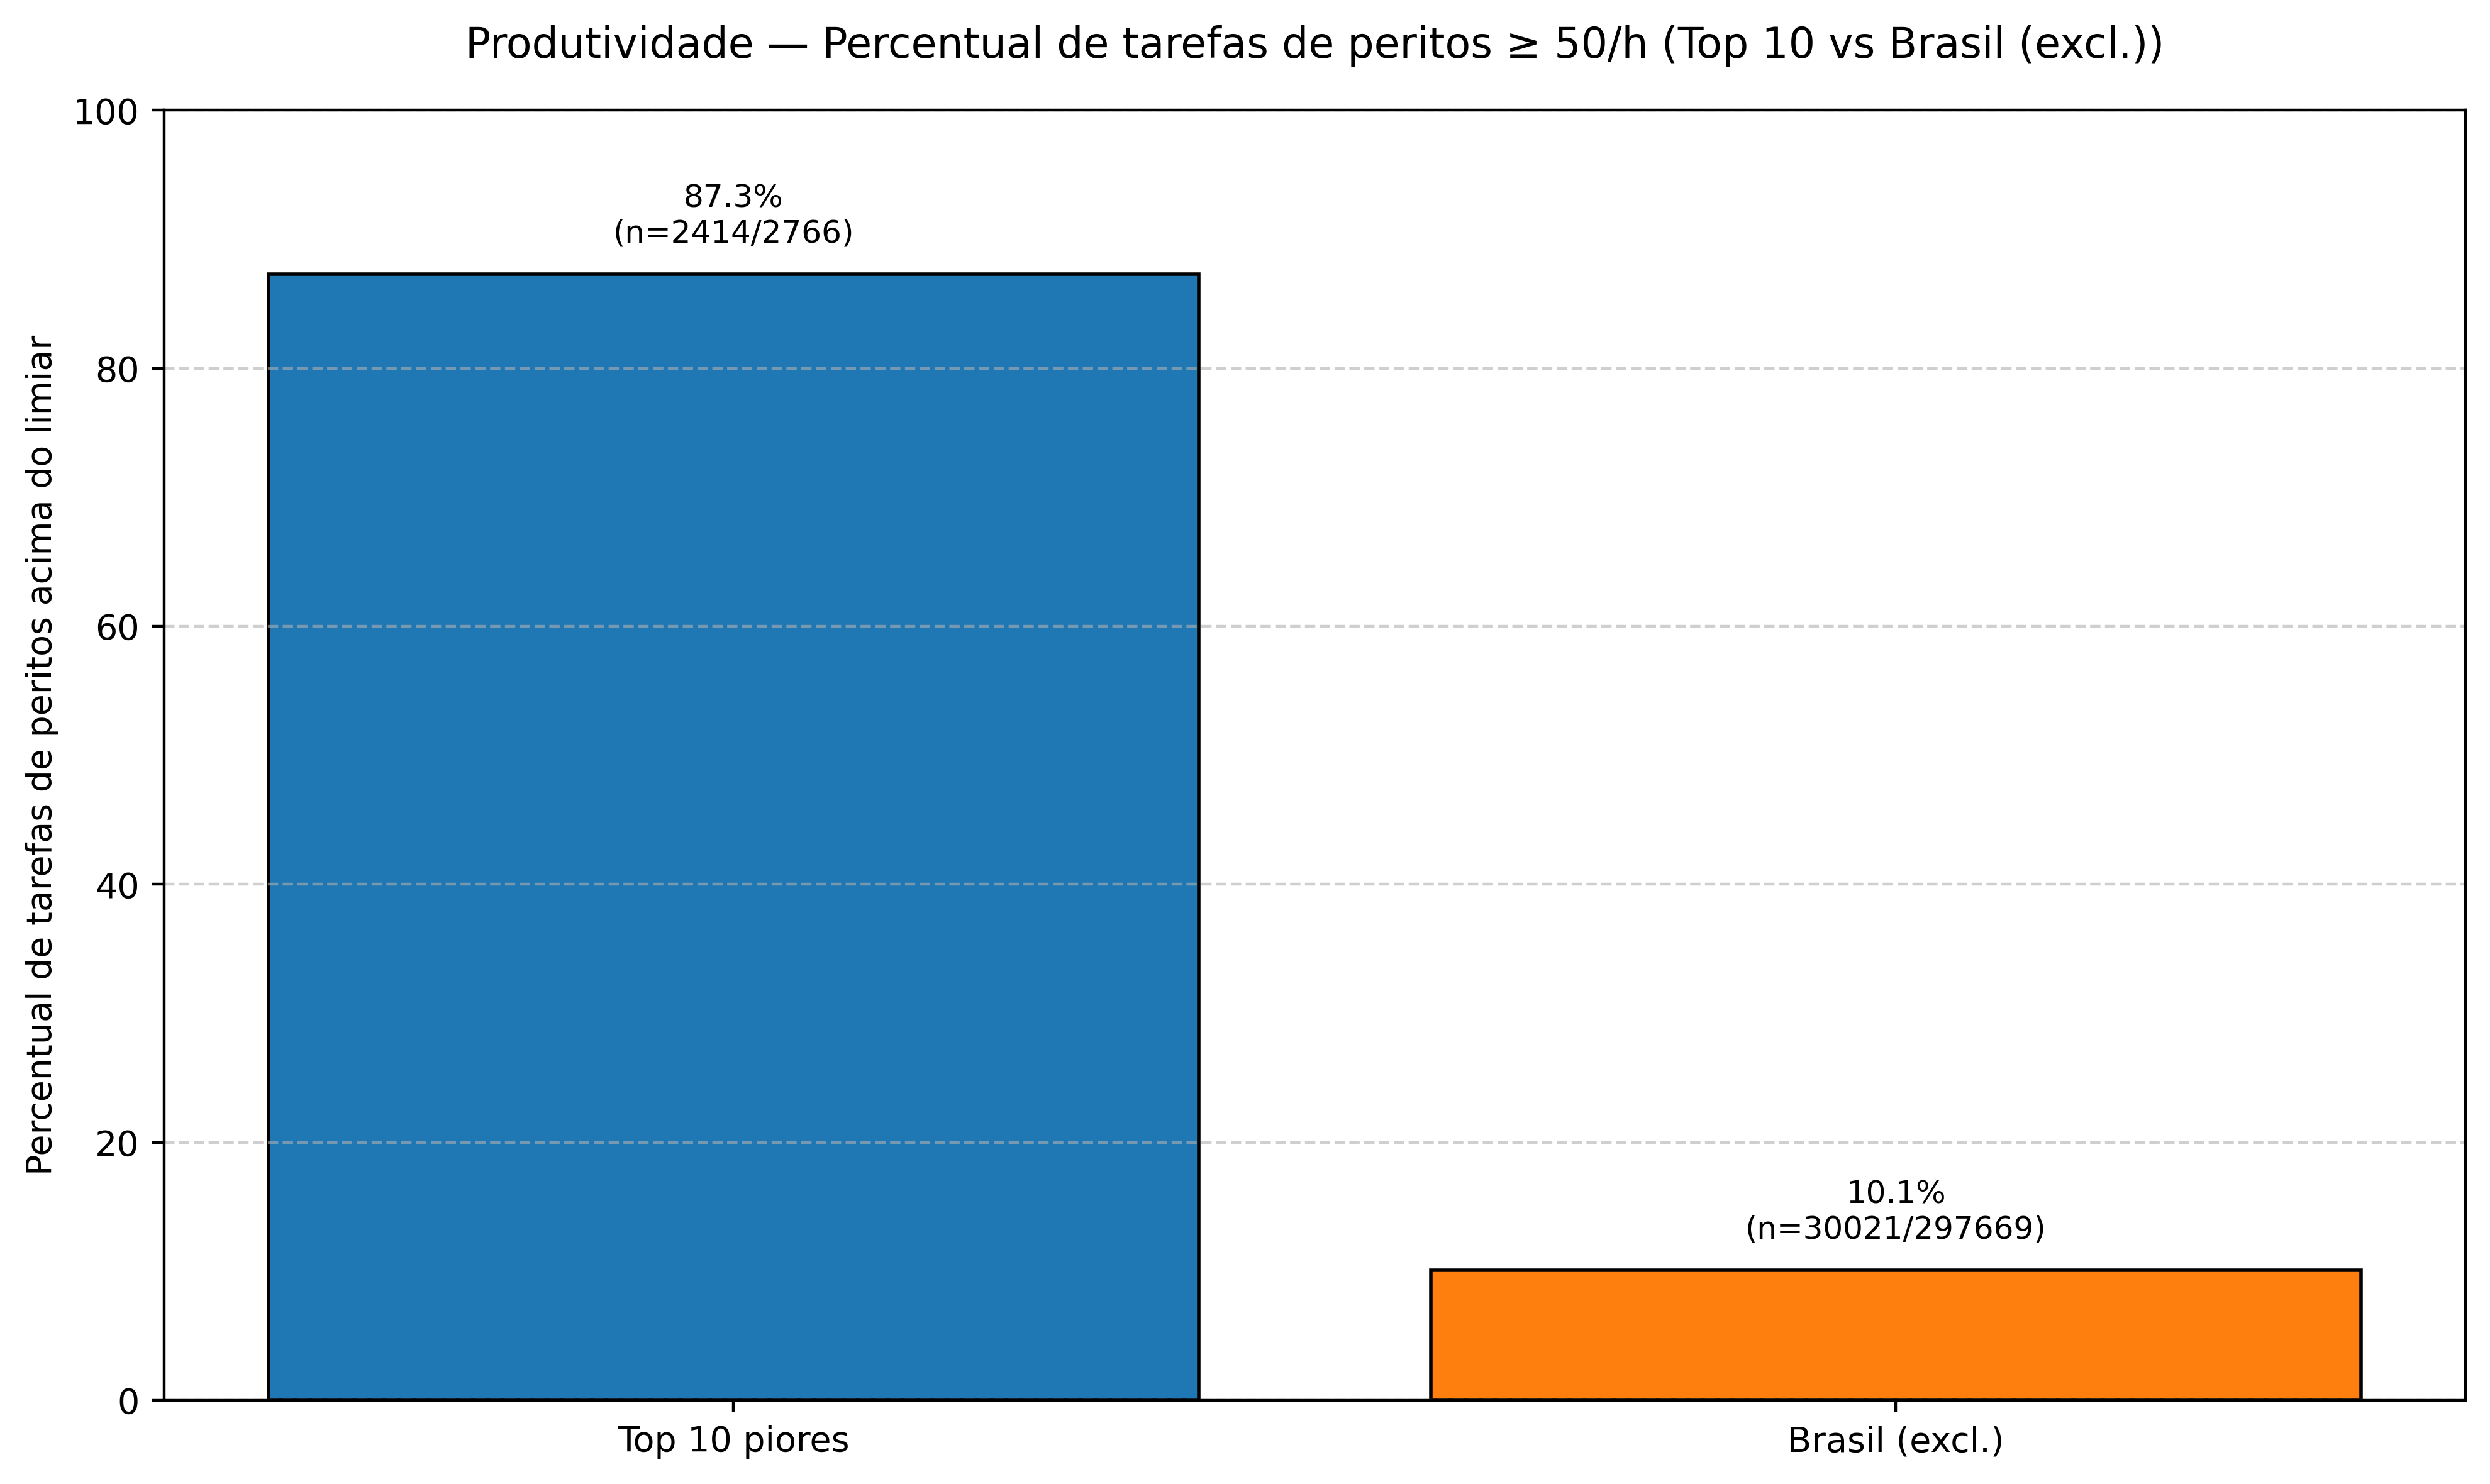 Produtividade — Percentual de tarefas de peritos ≥ 50/h (Top 10 vs Brasil (excl.))
Percentual de tarefas de peritos acima do limiar
100
80
60
40
20
0
87.3%
(n=2414/2766)
10.1%
(n=30021/297669)
Top 10 piores
Brasil (excl.)